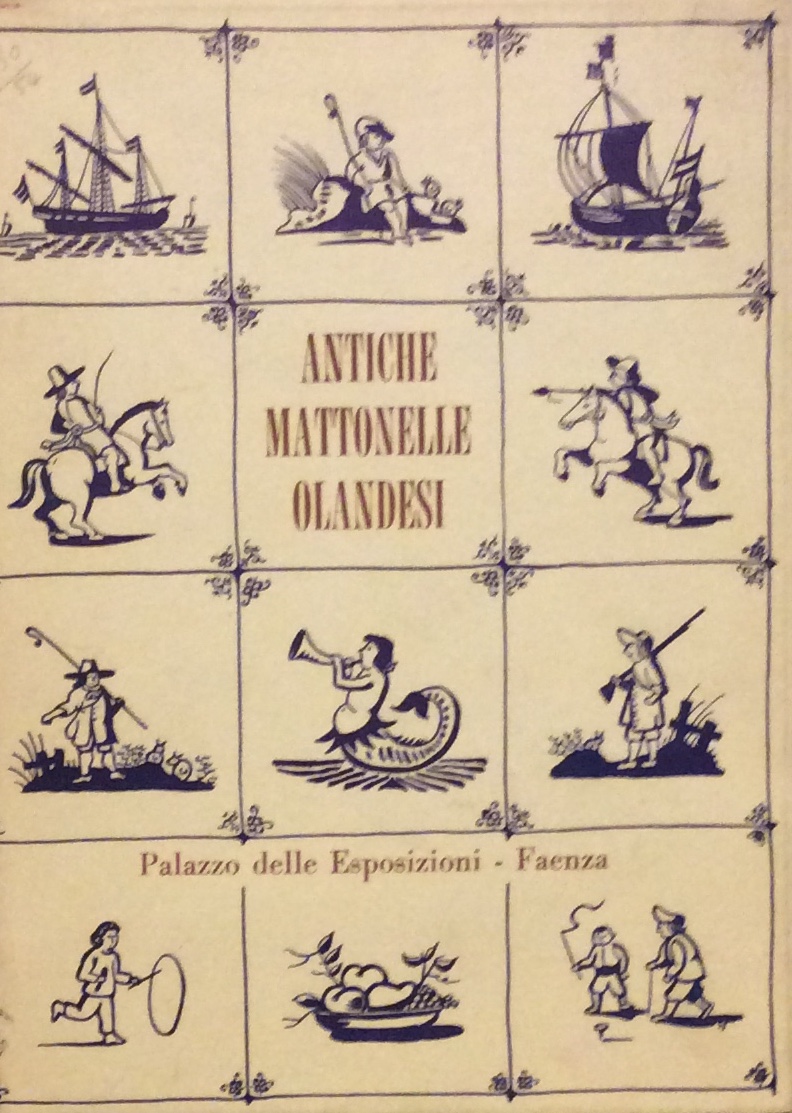 ANTICHE
MATTONELLE
OLANDESI
Palazzo delle Esposizioni - Faenza